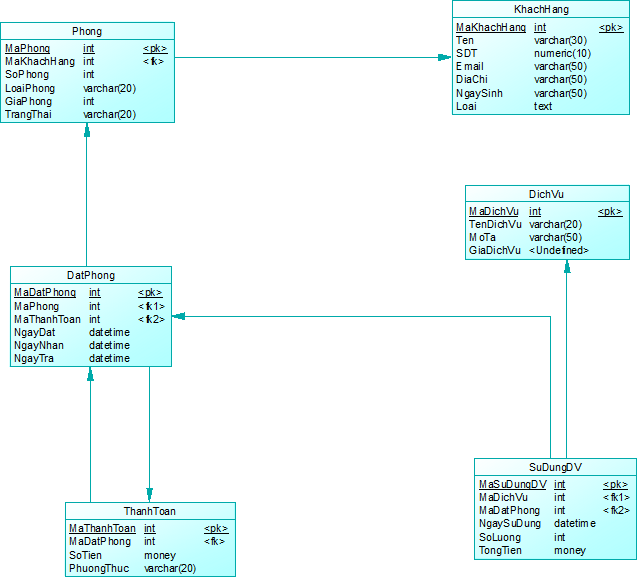 Phong
MaPhong int <pk>
MaKhachHang int <fk>
SoPhong int
LoaiPhong varchar(20)
GiaPhong int
TrangThai varchar(20)
KhachHang
MaKhachHang int <pk>
Ten varchar(30)
SDT numeric(10)
Email varchar(50)
DiaChi varchar(50)
NgaySinh varchar(50)
Loai text
DichVu
MaDichVu int <pk>
TenDichVu varchar(20)
MoTa varchar(50)
GiaDichVu <Undefined>
DatPhong
MaDatPhong int <pk>
MaPhong int <fk1>
MaThanhToan int <fk2>
NgayDat datetime
NgayNhan datetime
NgayTra datetime
SuDungDV
MaSuDungDV int <pk>
MaDichVu int <fk1>
MaDatPhong int <fk2>
NgaySuDung datetime
SoLuong int
TongTien money
ThanhToan
MaThanhToan int <pk>
MaDatPhong int <fk>
SoTien money
PhuongThuc varchar(20)